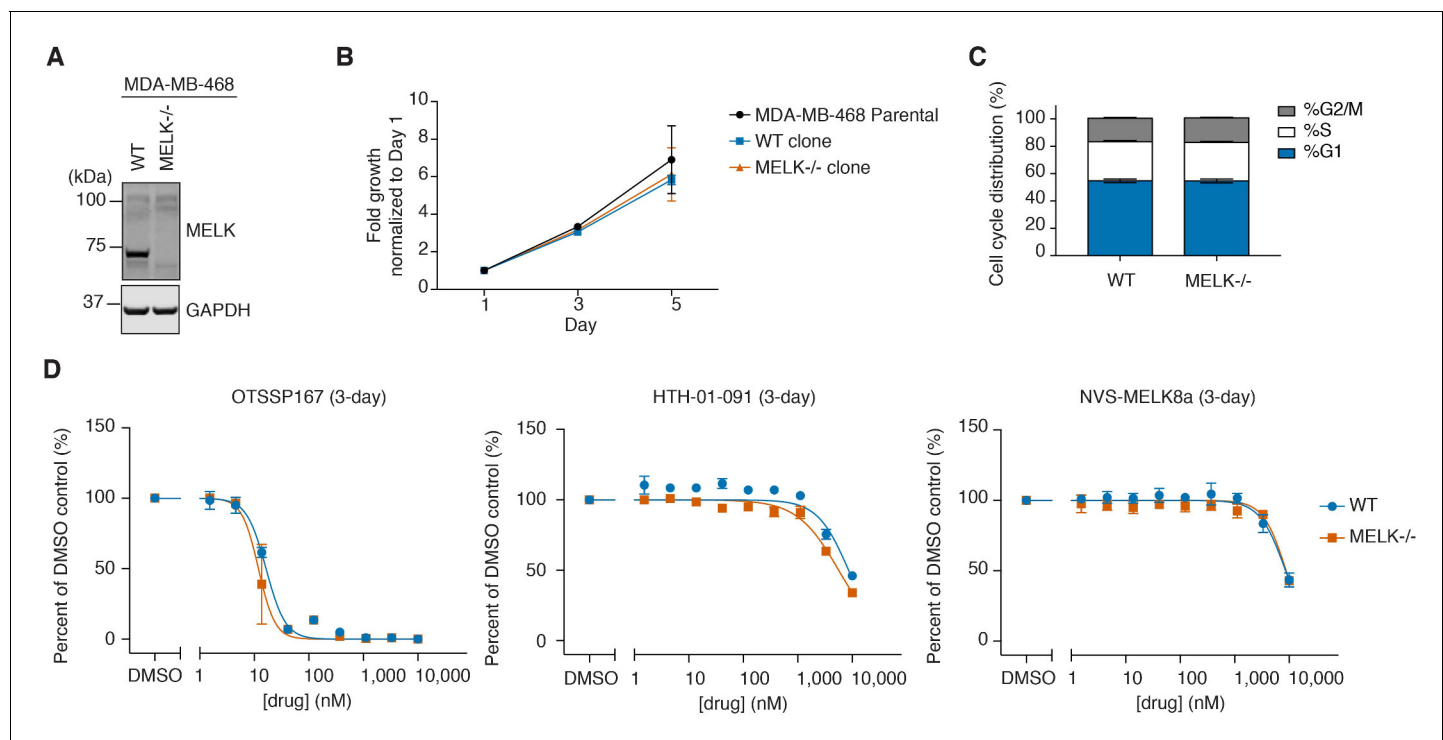 A
MDA-MB-468
WT
MELK-/-
(kDa)
100
75
37
MELK
GAPDH
B
Fold growth
normalized to Day 1
10
8
6
4
2
0
1
3
5
Day
MDA-MB-468 Parental
WT clone
MELK-/- clone
C
Cell cycle distribution (%)
100
80
60
40
20
0
WT
MELK-/-
%G2/M
%S
%G1
D
OTSSP167 (3-day)
Percent of DMSO control (%)
150
100
50
0
DMSO
1
10
100
1,000
10,000
[drug] (nM)
HTH-01-091 (3-day)
Percent of DMSO control (%)
150
100
50
0
DMSO
1
10
100
1,000
10,000
[drug] (nM)
NVS-MELK8a (3-day)
Percent of DMSO control (%)
150
100
50
0
DMSO
1
10
100
1,000
10,000
[drug] (nM)
WT
MELK-/-